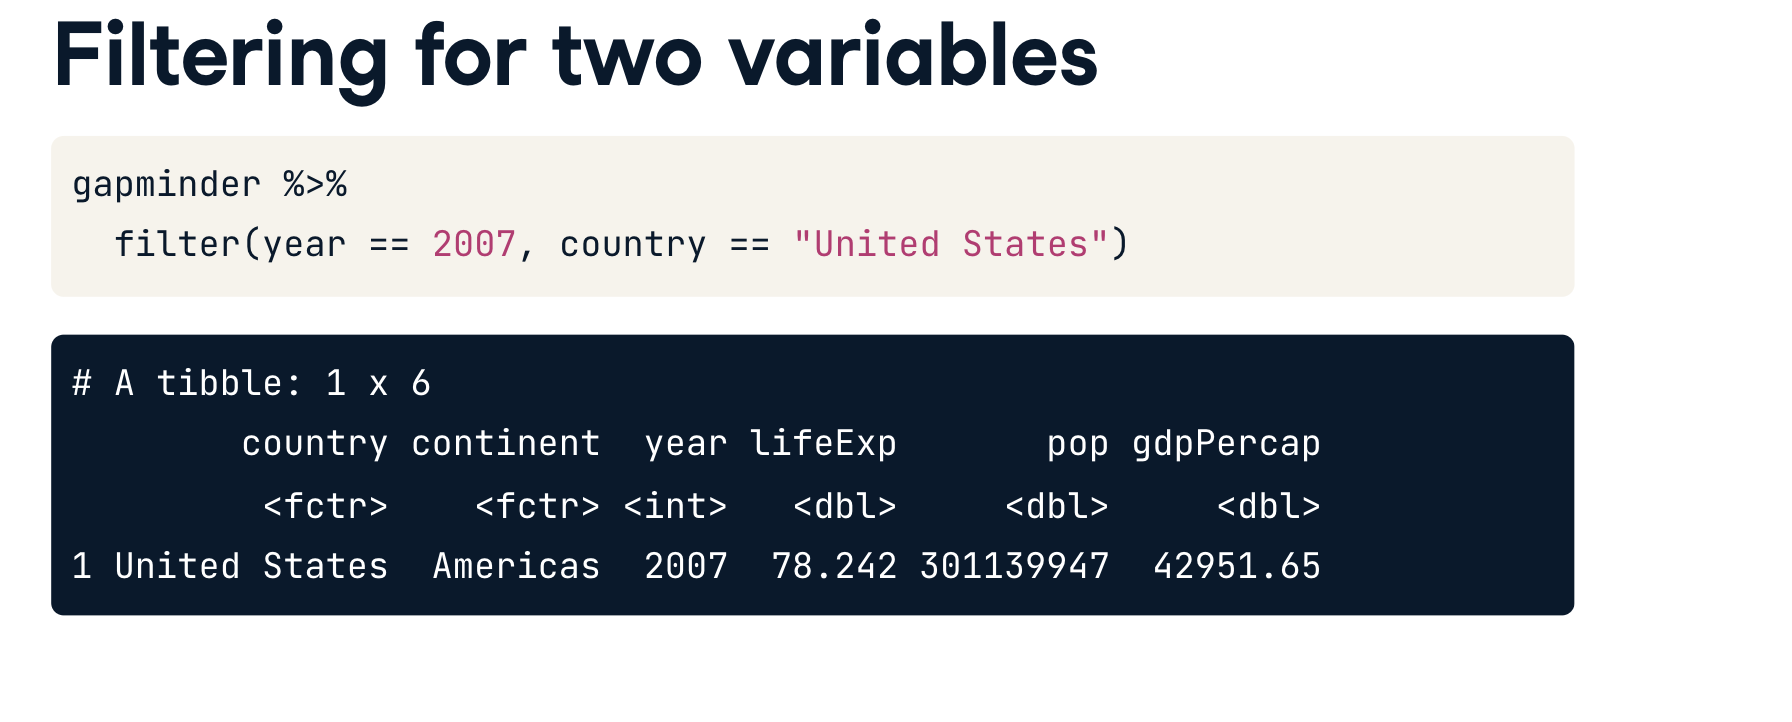 Filtering for two variables
gapminder %>%
  filter(year == 2007, country == "United States")
# A tibble: 1 x 6
        country continent  year lifeExp       pop gdpPercap
         <fctr>    <fctr> <int>   <dbl>     <dbl>     <dbl>
1 United States  Americas  2007  78.242 301139947  42951.65